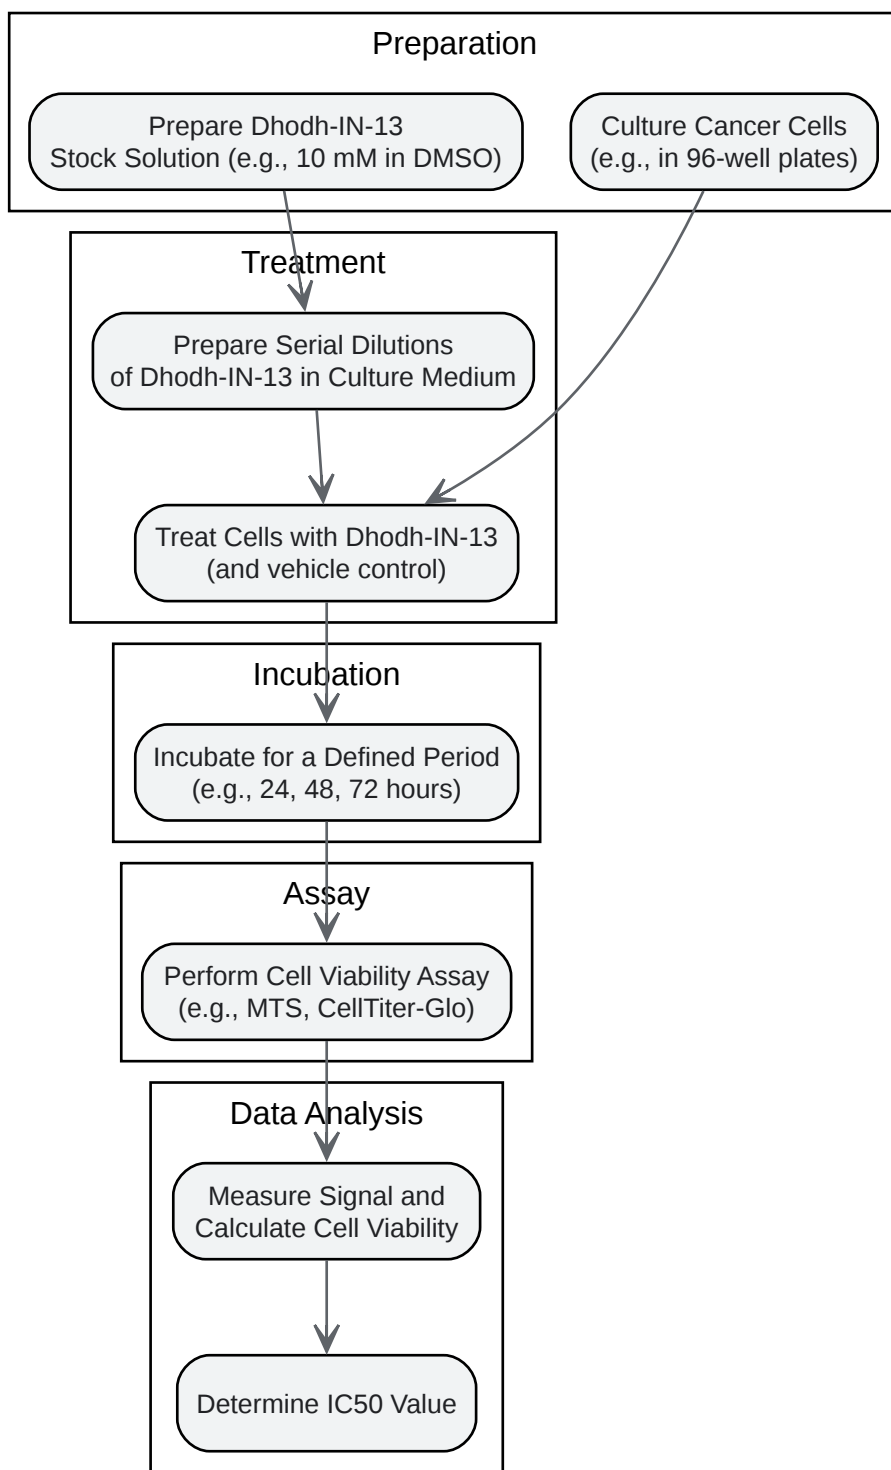 Preparation
Prepare Dhodh-IN-13
Stock Solution (e.g., 10 mM in DMSO)
Culture Cancer Cells
(e.g., in 96-well plates)
Treatment
Prepare Serial Dilutions
of Dhodh-IN-13 in Culture Medium
Treat Cells with Dhodh-IN-13
(and vehicle control)
Incubation
Incubate for a Defined Period
(e.g., 24, 48, 72 hours)
Assay
Perform Cell Viability Assay
(e.g., MTS, CellTiter-Glo)
Data Analysis
Measure Signal and
Calculate Cell Viability
Determine IC50 Value